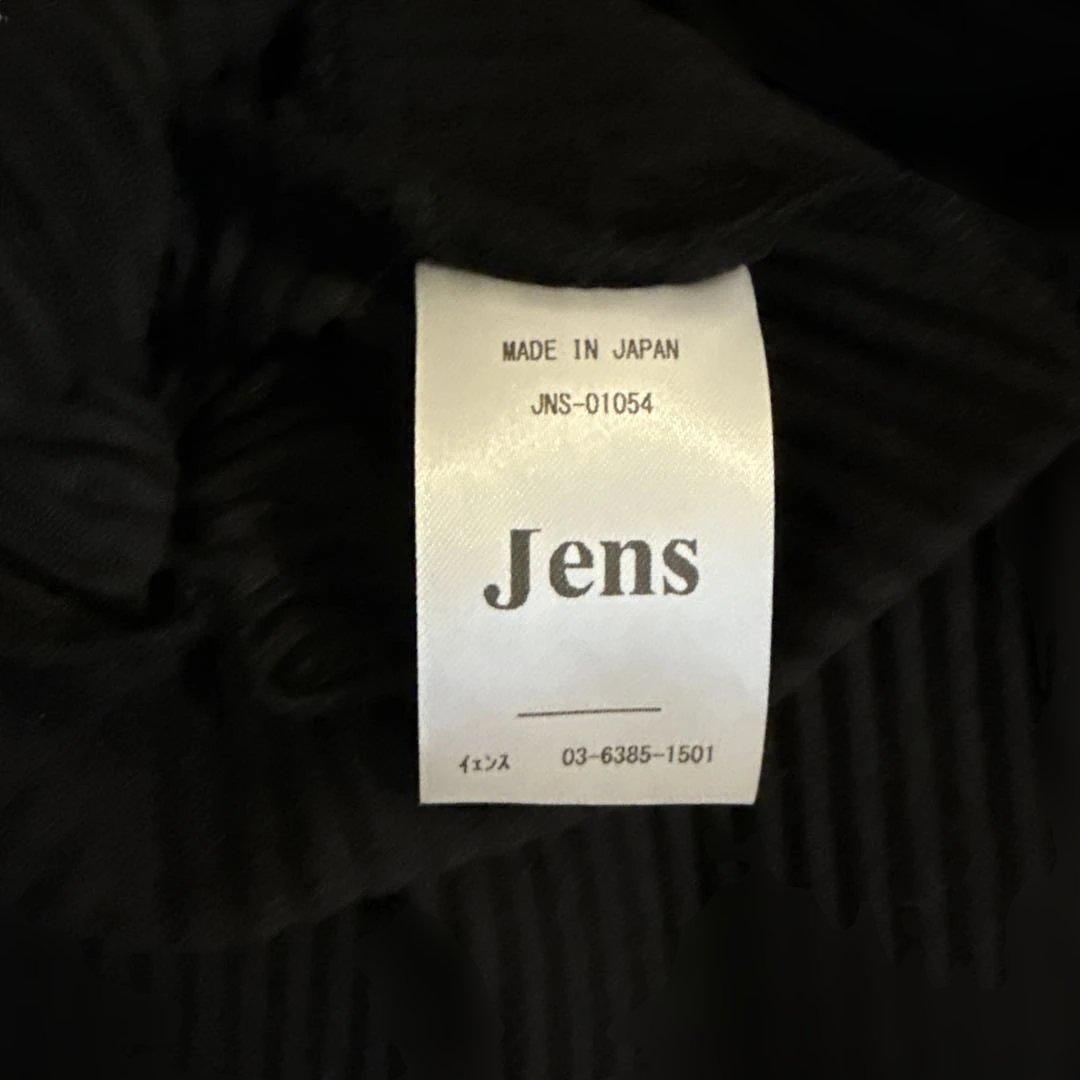 MADE IN JAPAN
JNS-01054
Jens
ｲｪﾝｽ 03-6385-1501